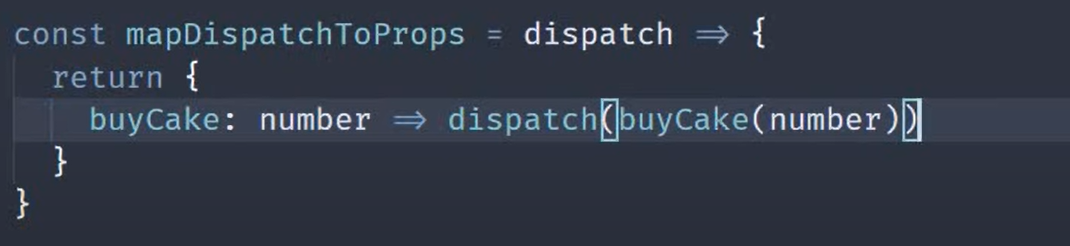 const mapDispatchToProps = dispatch => {
  return {
    buyCake: number => dispatch(buyCake(number))
  }
}